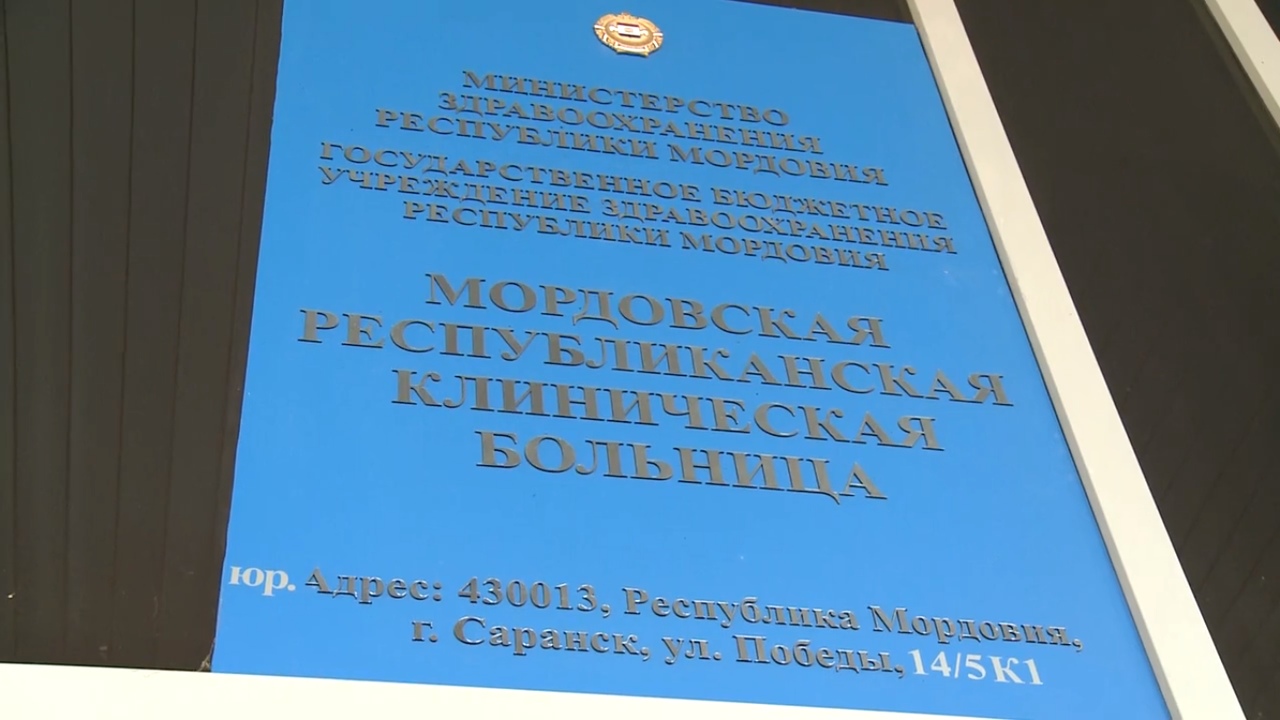 МИНИСТЕРСТВО
ЗДРАВООХРАНЕНИЯ
РЕСПУБЛИКИ МОРДОВИЯ
ГОСУДАРСТВЕННОЕ БЮДЖЕТНОЕ
УЧРЕЖДЕНИЕ ЗДРАВООХРАНЕНИЯ
РЕСПУБЛИКИ МОРДОВИЯ
МОРДОВСКАЯ
РЕСПУБЛИКАНСКАЯ
КЛИНИЧЕСКАЯ
БОЛЬНИЦА
юр. Адрес: 430013, Республика Мордовия,
г. Саранск, ул. Победы, 14/5К1